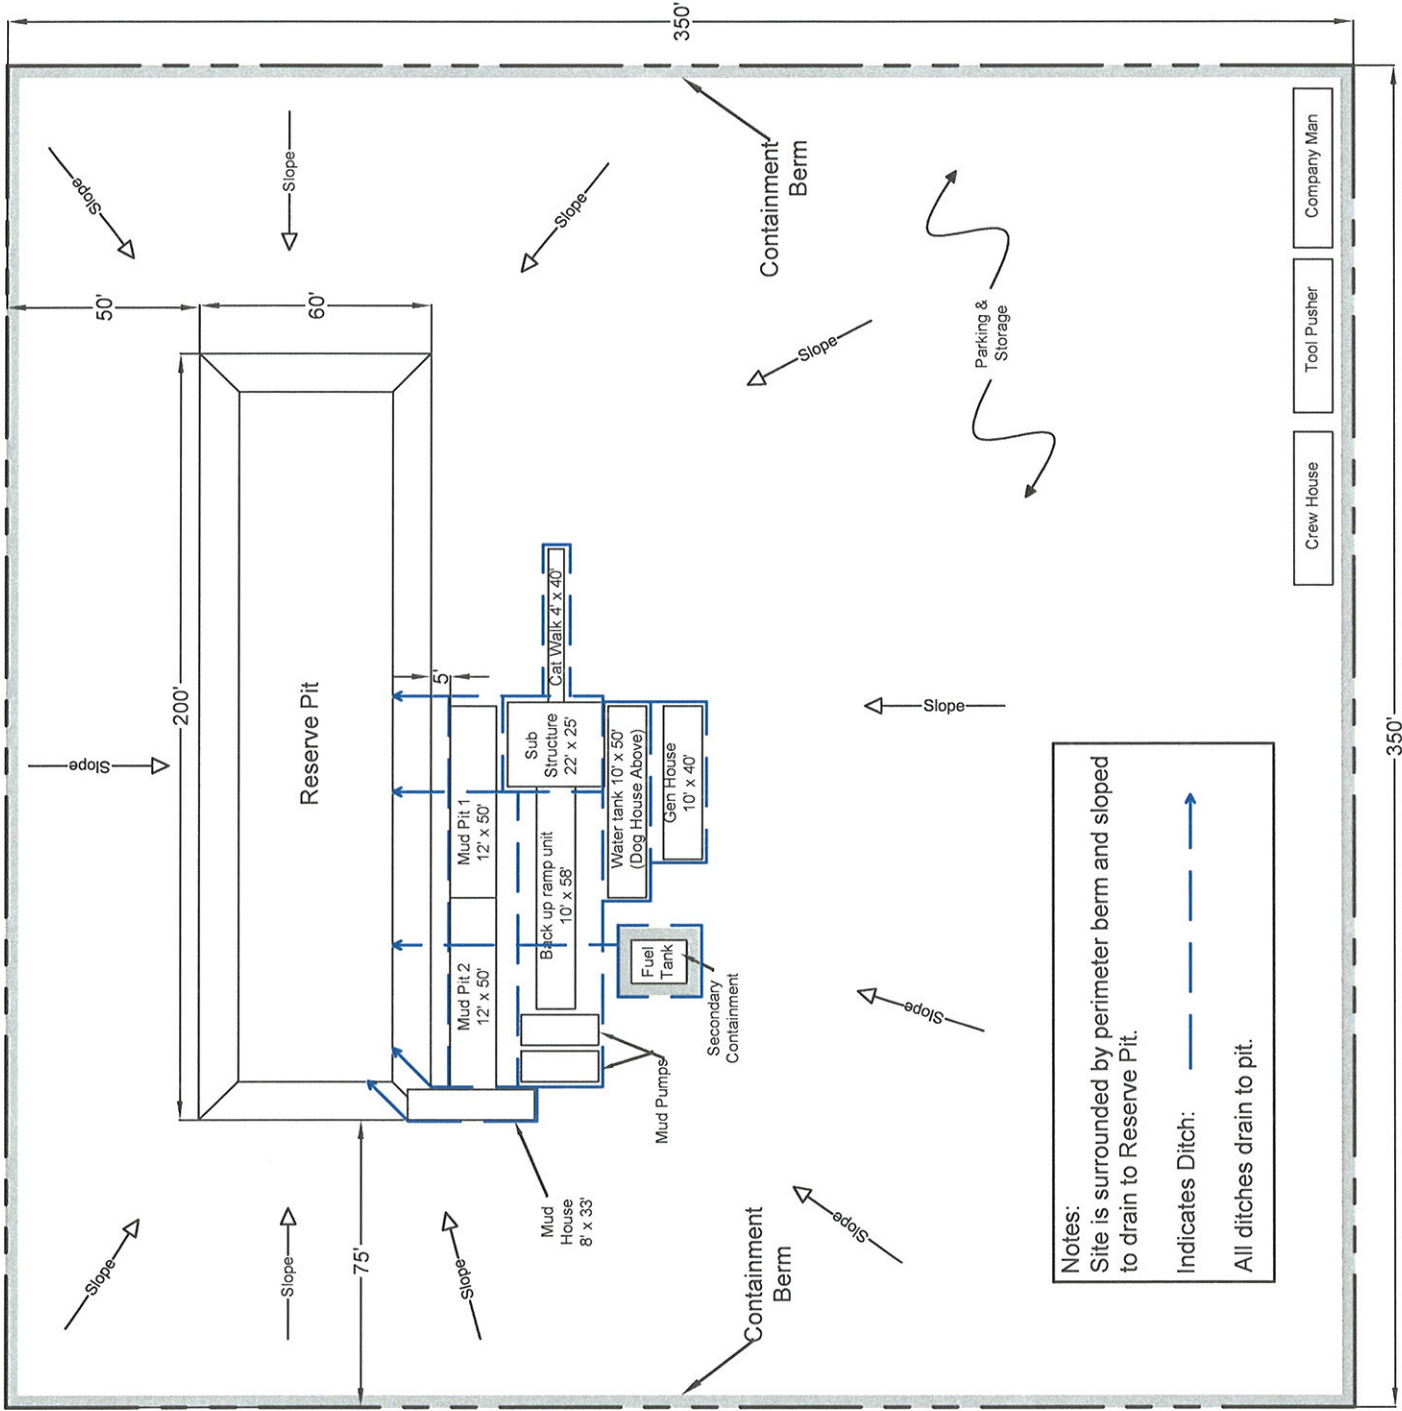 350'
50'
60'
200'
Reserve Pit
75'
5'
Slope
Slope
Slope
Slope
Slope
Slope
Slope
Slope
Slope
Slope
Slope
Mud Pit 2
12' x 50'
Mud Pit 1
12' x 50'
Sub
Structure
22' x 25'
Cat Walk 4' x 40'
Back up ramp unit
10' x 58'
Water tank 10' x 50'
(Dog House Above)
Gen House
10' x 40'
Fuel
Tank
Secondary
Containment
Mud Pumps
Mud
House
8' x 33'
Containment
Berm
Containment
Berm
Parking &
Storage
Crew House
Tool Pusher
Company Man
Notes:
Site is surrounded by perimeter berm and sloped
to drain to Reserve Pit.
Indicates Ditch:
All ditches drain to pit.
350'